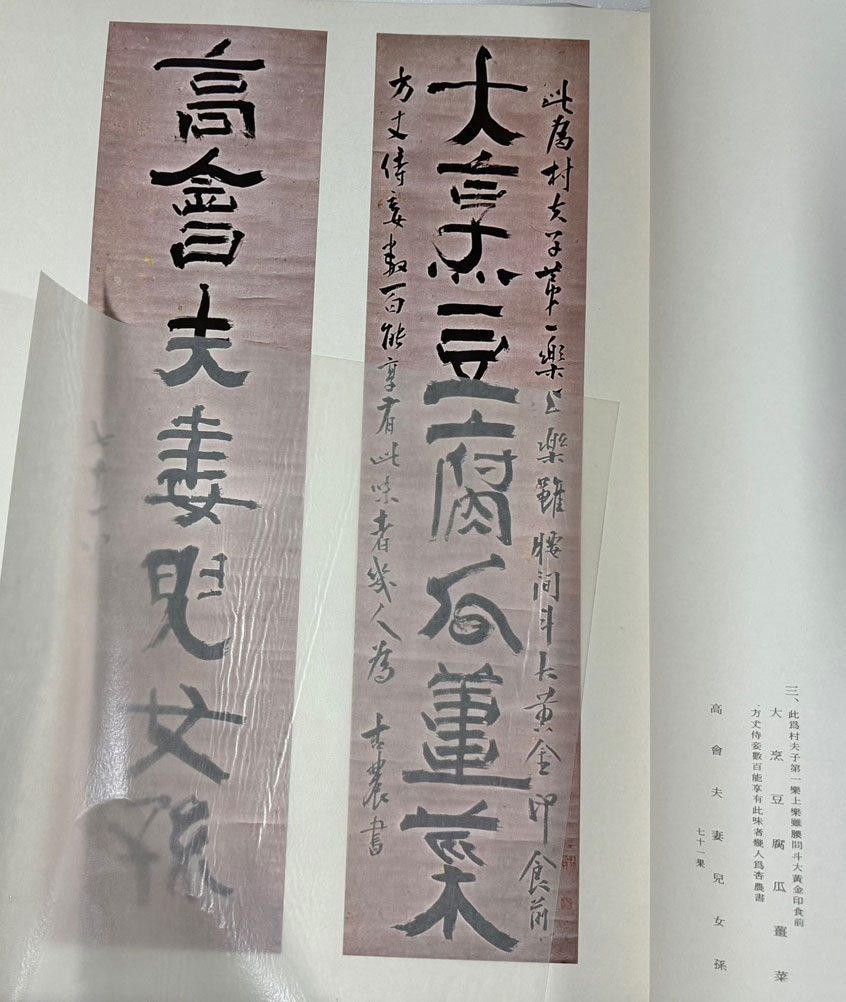 三、此爲村夫子第一樂上樂雖腰間斗大黃金印食前
大烹豆腐瓜薑菜
方丈侍妾數百能享有此味者幾人爲杏農書
高會夫妻兒女孫
七十一果
此爲村夫子第一樂上樂雖腰間斗大黃金印食前
大烹豆腐瓜薑菜
方丈侍妾數百能享有此味者幾人爲杏農書
高會夫妻兒女孫